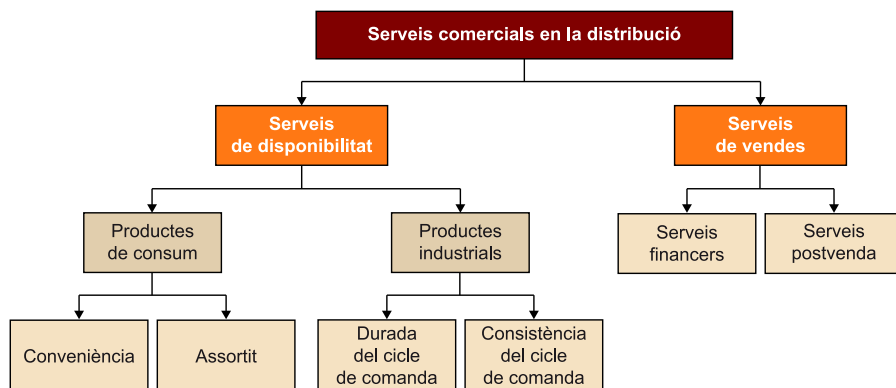 Serveis comercials en la distribució
Serveis
de disponibilitat
Serveis
de vendes
Productes
de consum
Productes
industrials
Serveis
financers
Serveis
postvenda
Conveniència
Assortit
Durada
del cicle
de comanda
Consistència
del cicle
de comanda